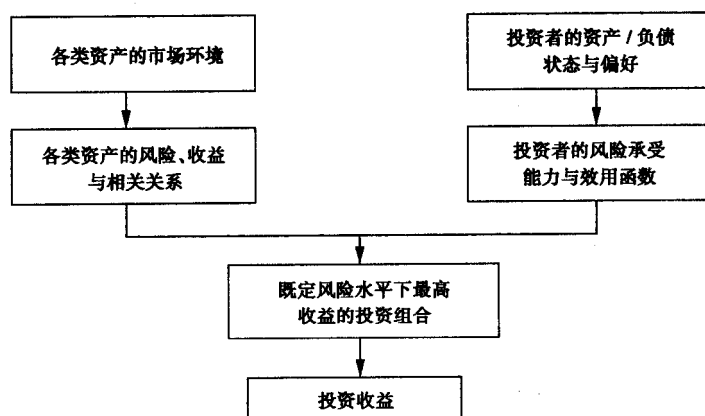 各类资产的市场环境
投资者的资产 / 负债
状态与偏好
各类资产的风险、收益
与相关关系
投资者的风险承受
能力与效用函数
既定风险水平下最高
收益的投资组合
投资收益